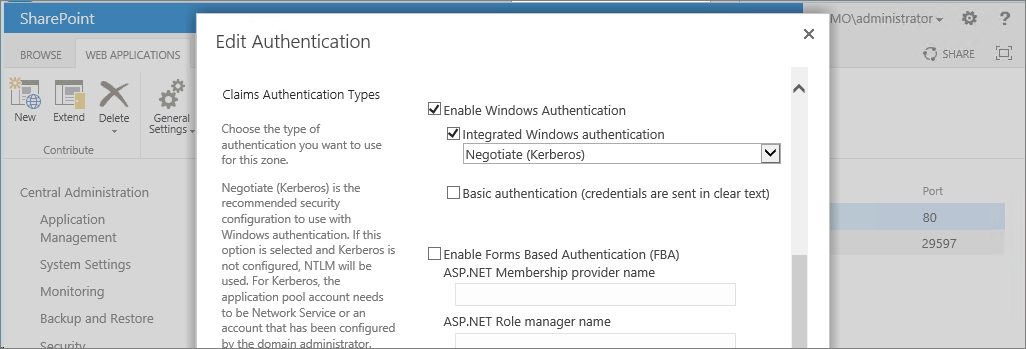 SharePoint
MO\administrator
?
BROWSE
WEB APPLICATIONS
SHARE
New
Extend
Delete
General
Settings
Contribute
Central Administration
Application
Management
System Settings
Monitoring
Backup and Restore
Security
Edit Authentication
Claims Authentication Types
Choose the type of
authentication you want to use
for this zone.
Negotiate (Kerberos) is the
recommended security
configuration to use with
Windows authentication. If this
option is selected and Kerberos is
not configured, NTLM will be
used. For Kerberos, the
application pool account needs
to be Network Service or an
account that has been configured
by the domain administrator.
Enable Windows Authentication
Integrated Windows authentication
Negotiate (Kerberos)
Basic authentication (credentials are sent in clear text)
Enable Forms Based Authentication (FBA)
ASP.NET Membership provider name
ASP.NET Role manager name
Port
80
29597